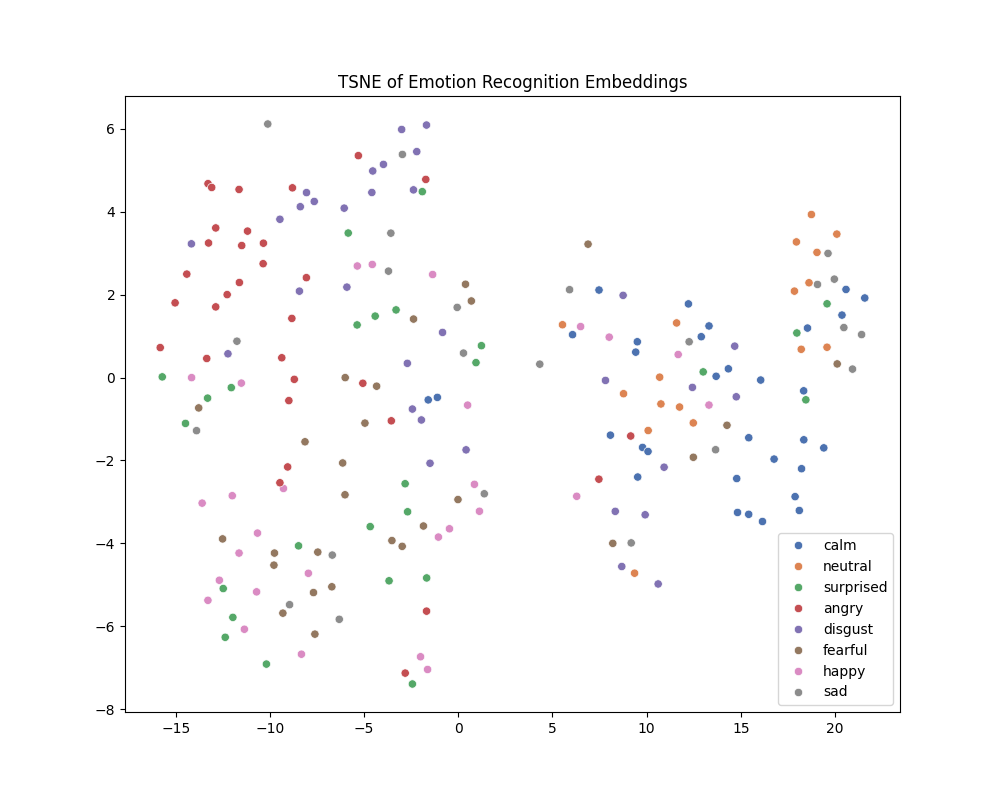 TSNE of Emotion Recognition Embeddings
6
4
2
0
−2
−4
−6
−8
−15
−10
−5
0
5
10
15
20
calm
neutral
surprised
angry
disgust
fearful
happy
sad